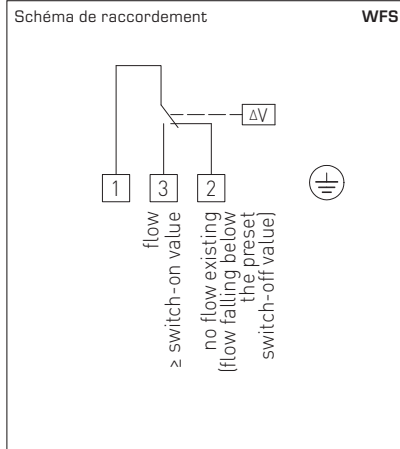 Schéma de raccordement
WFS
ΔV
1
3
2
flow
≥ switch-on value
no flow existing
(flow falling below
the preset
switch-off value)